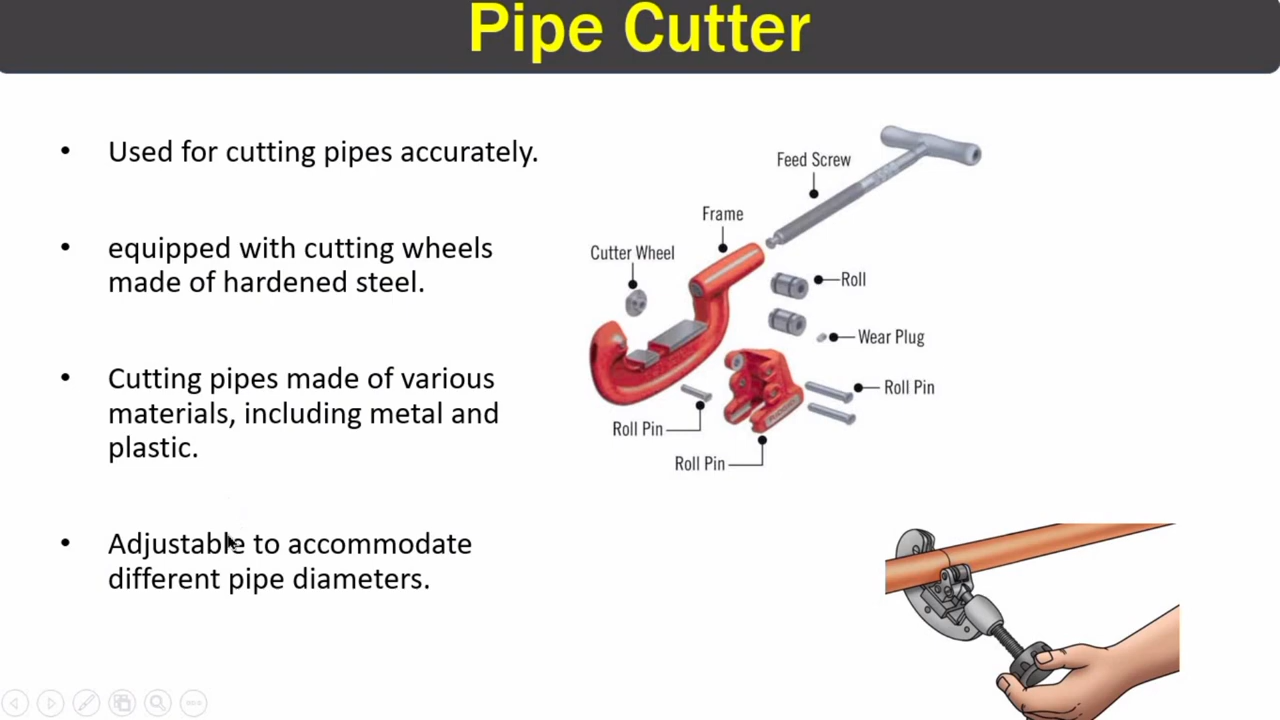 Pipe Cutter
• Used for cutting pipes accurately.
• equipped with cutting wheels
made of hardened steel.
• Cutting pipes made of various
materials, including metal and
plastic.
• Adjustable to accommodate
different pipe diameters.
Feed Screw
Frame
Cutter Wheel
Roll
Wear Plug
Roll Pin
Roll Pin
Roll Pin